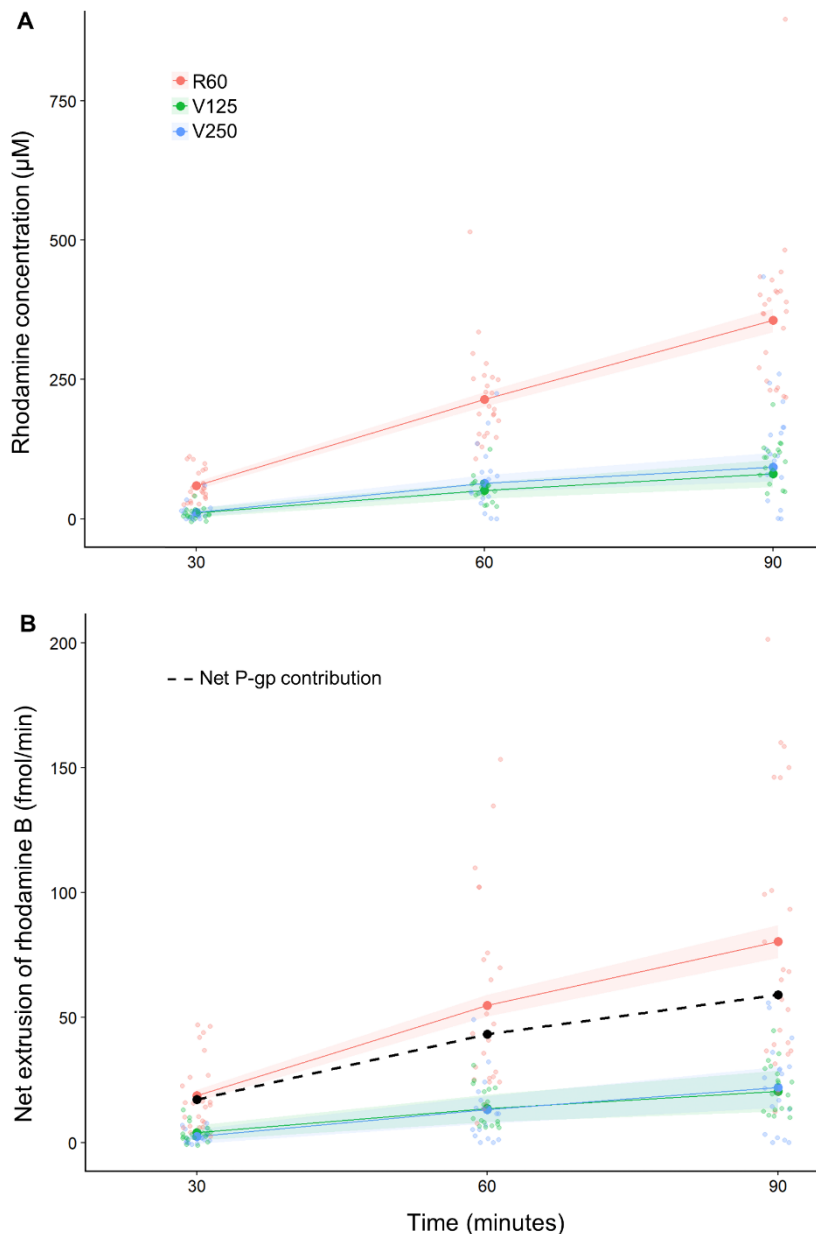 A
Rhodamine concentration (µM)
750
500
250
0
R60
V125
V250
30 60 90
B
Net extrusion of rhodamine B (fmol/min)
200
150
100
50
0
Net P-gp contribution
30 60 90
Time (minutes)